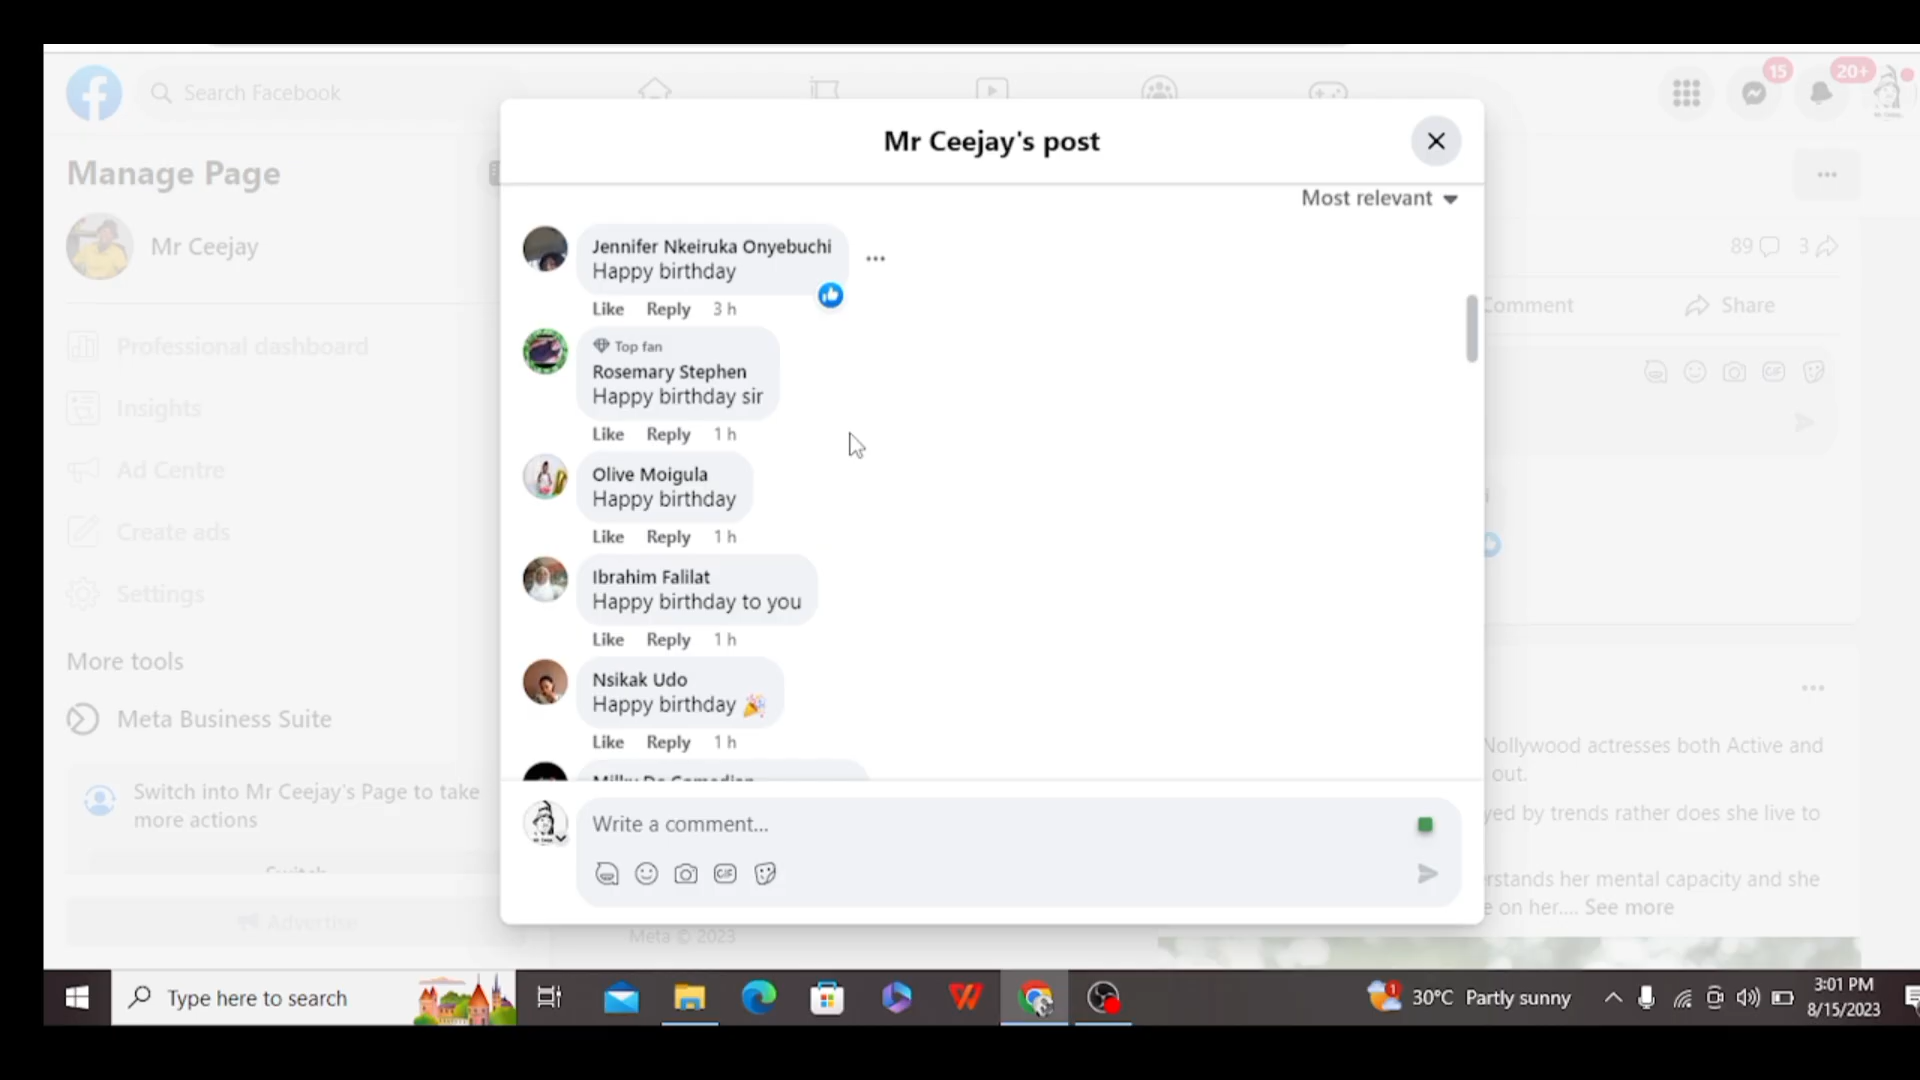 Search Facebook
15
20+
Manage Page
Mr Ceejay's post
Most relevant
Mr Ceejay
Professional dashboard
Insights
Ad Centre
Create ads
Settings
More tools
Meta Business Suite
Switch into Mr Ceejay's Page to take
more actions
Advertise
Jennifer Nkeiruka Onyebuchi
Happy birthday
Like Reply 3 h
Top fan
Rosemary Stephen
Happy birthday sir
Like Reply 1 h
Olive Moigula
Happy birthday
Like Reply 1 h
Ibrahim Falilat
Happy birthday to you
Like Reply 1 h
Nsikak Udo
Happy birthday 🎉
Like Reply 1 h
Write a comment...
GIF
Meta © 2023
89 3
Comment Share
GIF
Nollywood actresses both Active and
out.
yed by trends rather does she live to
rstands her mental capacity and she
e on her.... See more
Type here to search
1
30°C Partly sunny
3:01 PM
8/15/2023